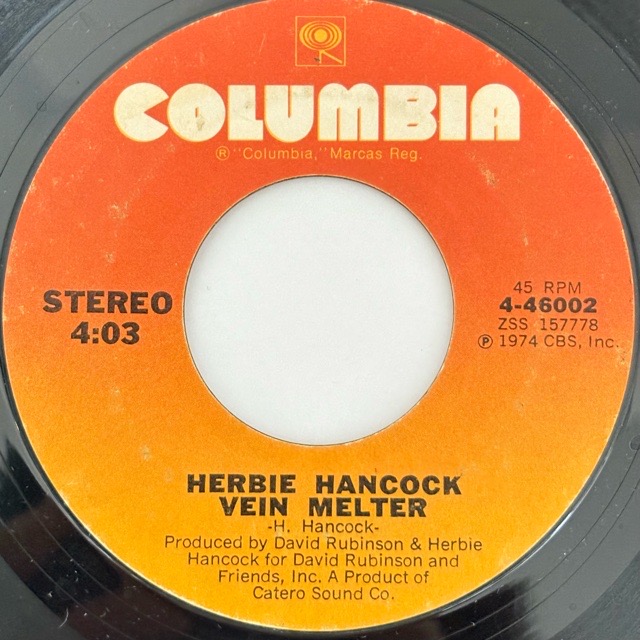 COLUMBIA
® "Columbia," Marcas Reg.
STEREO
4:03
45 RPM
4-46002
ZSS 157778
℗ 1974 CBS, Inc.
HERBIE HANCOCK
VEIN MELTER
-H. Hancock-
Produced by David Rubinson & Herbie
Hancock for David Rubinson and
Friends, Inc. A Product of
Catero Sound Co.